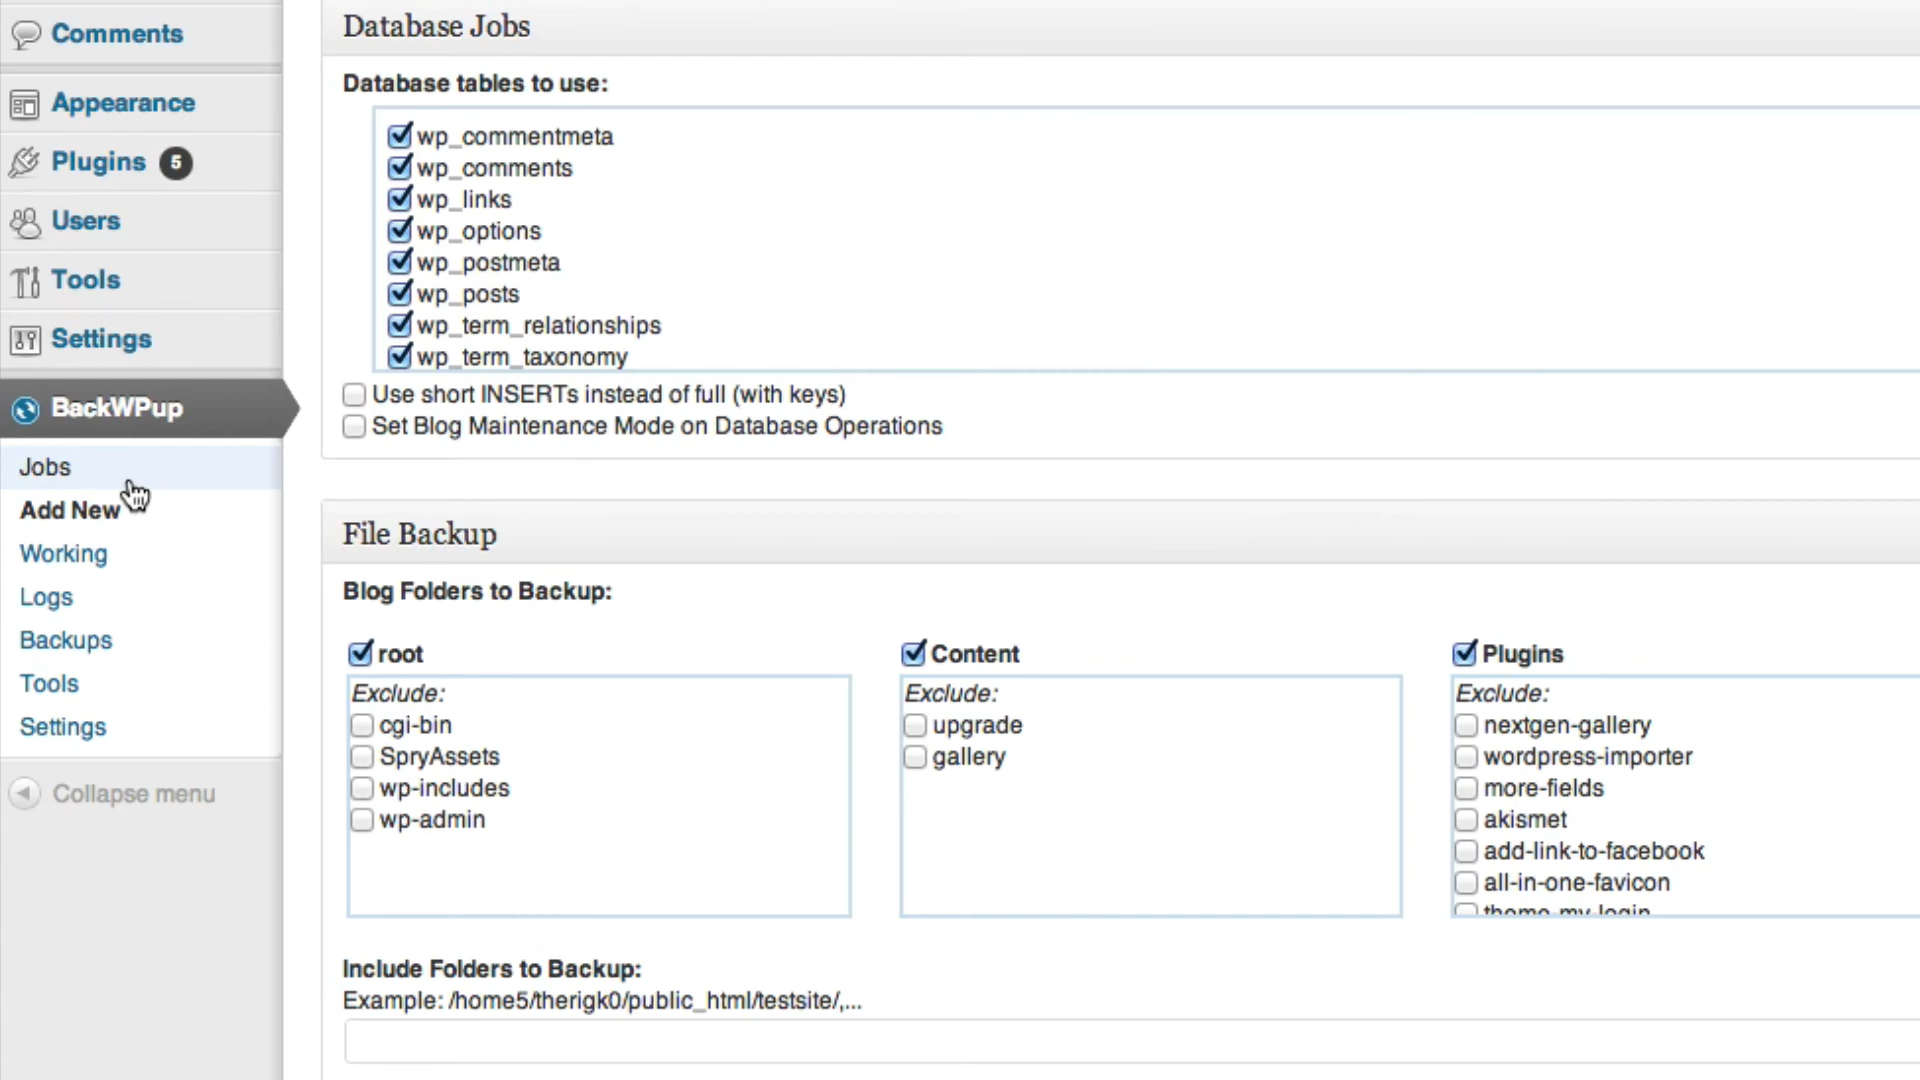 Comments
Appearance
Plugins 5
Users
Tools
Settings
BackWPup
Jobs
Add New
Working
Logs
Backups
Tools
Settings
Collapse menu
Database Jobs
Database tables to use:
wp_commentmeta
wp_comments
wp_links
wp_options
wp_postmeta
wp_posts
wp_term_relationships
wp_term_taxonomy
Use short INSERTs instead of full (with keys)
Set Blog Maintenance Mode on Database Operations
File Backup
Blog Folders to Backup:
root
Exclude:
cgi-bin
SpryAssets
wp-includes
wp-admin
Content
Exclude:
upgrade
gallery
Plugins
Exclude:
nextgen-gallery
wordpress-importer
more-fields
akismet
add-link-to-facebook
all-in-one-favicon
theme-my-login
Include Folders to Backup:
Example: /home5/therigk0/public_html/testsite/,...